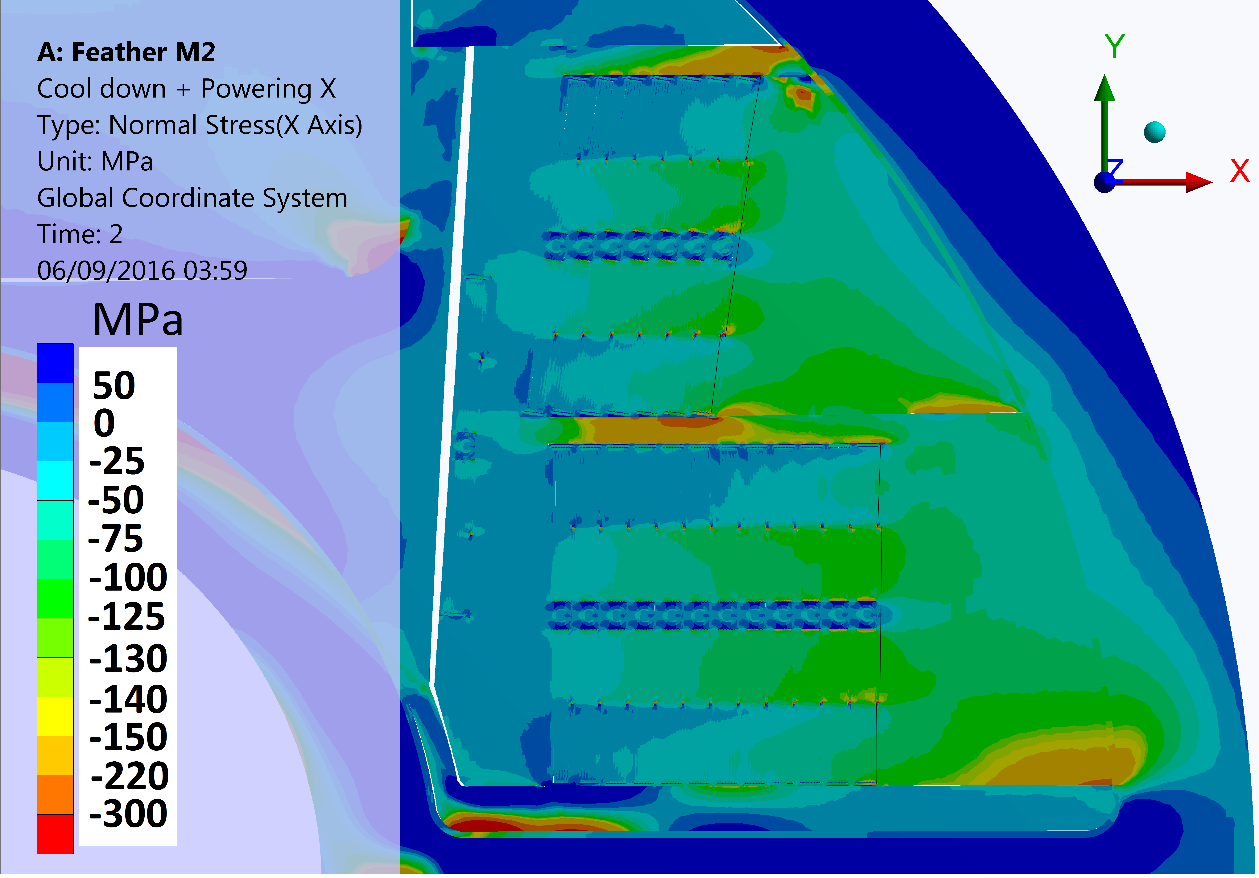 A: Feather M2
Cool down + Powering X
Type: Normal Stress(X Axis)
Unit: MPa
Global Coordinate System
Time: 2
06/09/2016 03:59
MPa
50
0
-25
-50
-75
-100
-125
-130
-140
-150
-220
-300
Y
Z
X